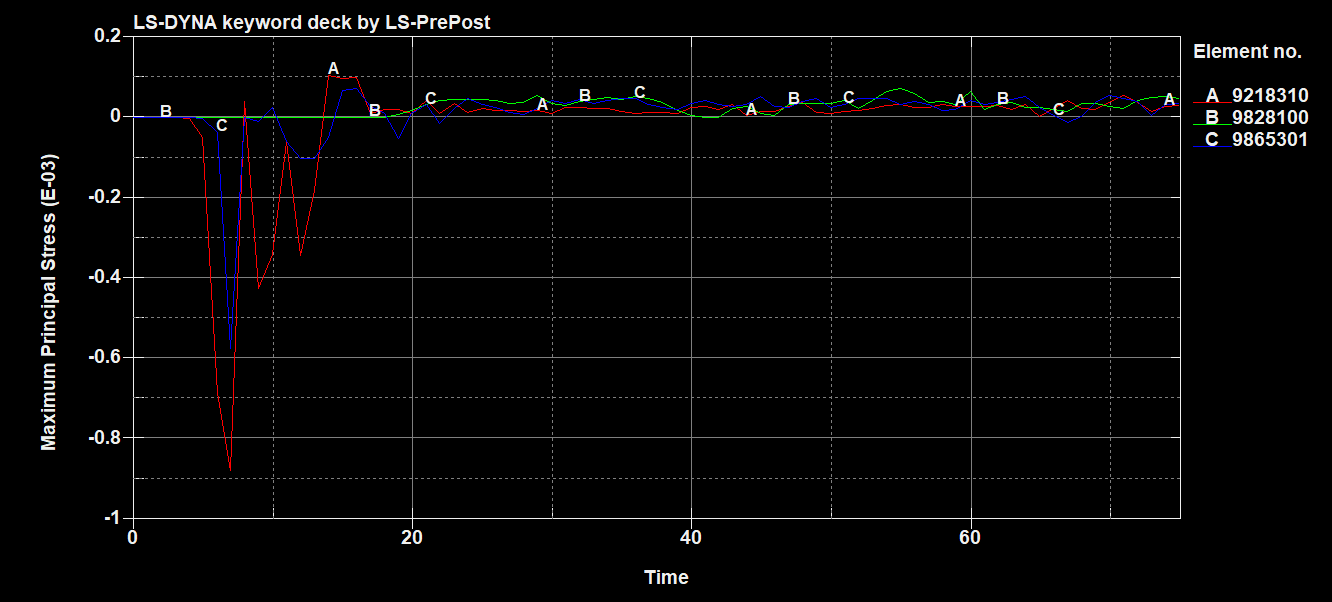 LS-DYNA keyword deck by LS-PrePost
Element no.
A 9218310
B 9828100
C 9865301
Maximum Principal Stress (E-03)
0.2
0
-0.2
-0.4
-0.6
-0.8
-1
B
C
A
B
C
A
B
C
A
B
C
A
B
C
A
0
20
40
60
Time